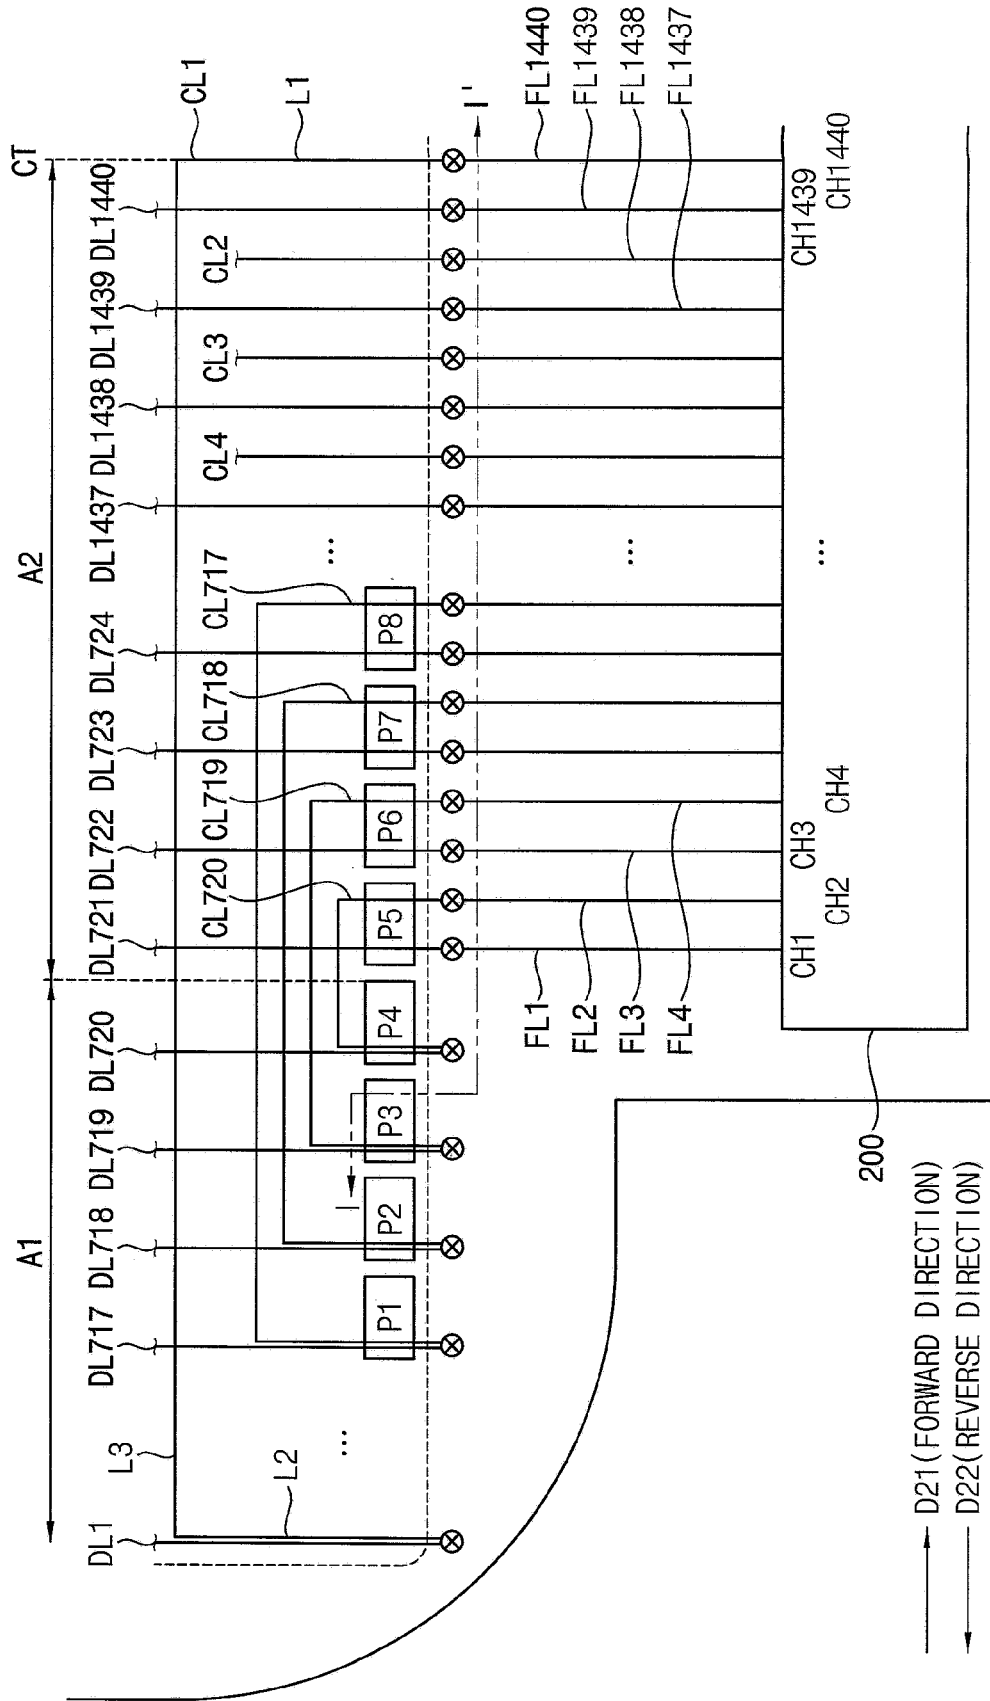 A1
A2
CT
DL1
DL717
DL718
DL719
DL720
DL721
DL722
DL723
DL724
DL1437
DL1438
DL1439
DL1440
L3
CL720
CL719
CL718
CL717
CL4
CL3
CL2
CL1
L1
L2
...
...
P1
P2
P3
P4
P5
P6
P7
P8
I
I'
FL1
FL2
FL3
FL4
...
FL1440
FL1439
FL1438
FL1437
CH1
CH2
CH3
CH4
...
CH1439
CH1440
200
D21(FORWARD DIRECTION)
D22(REVERSE DIRECTION)